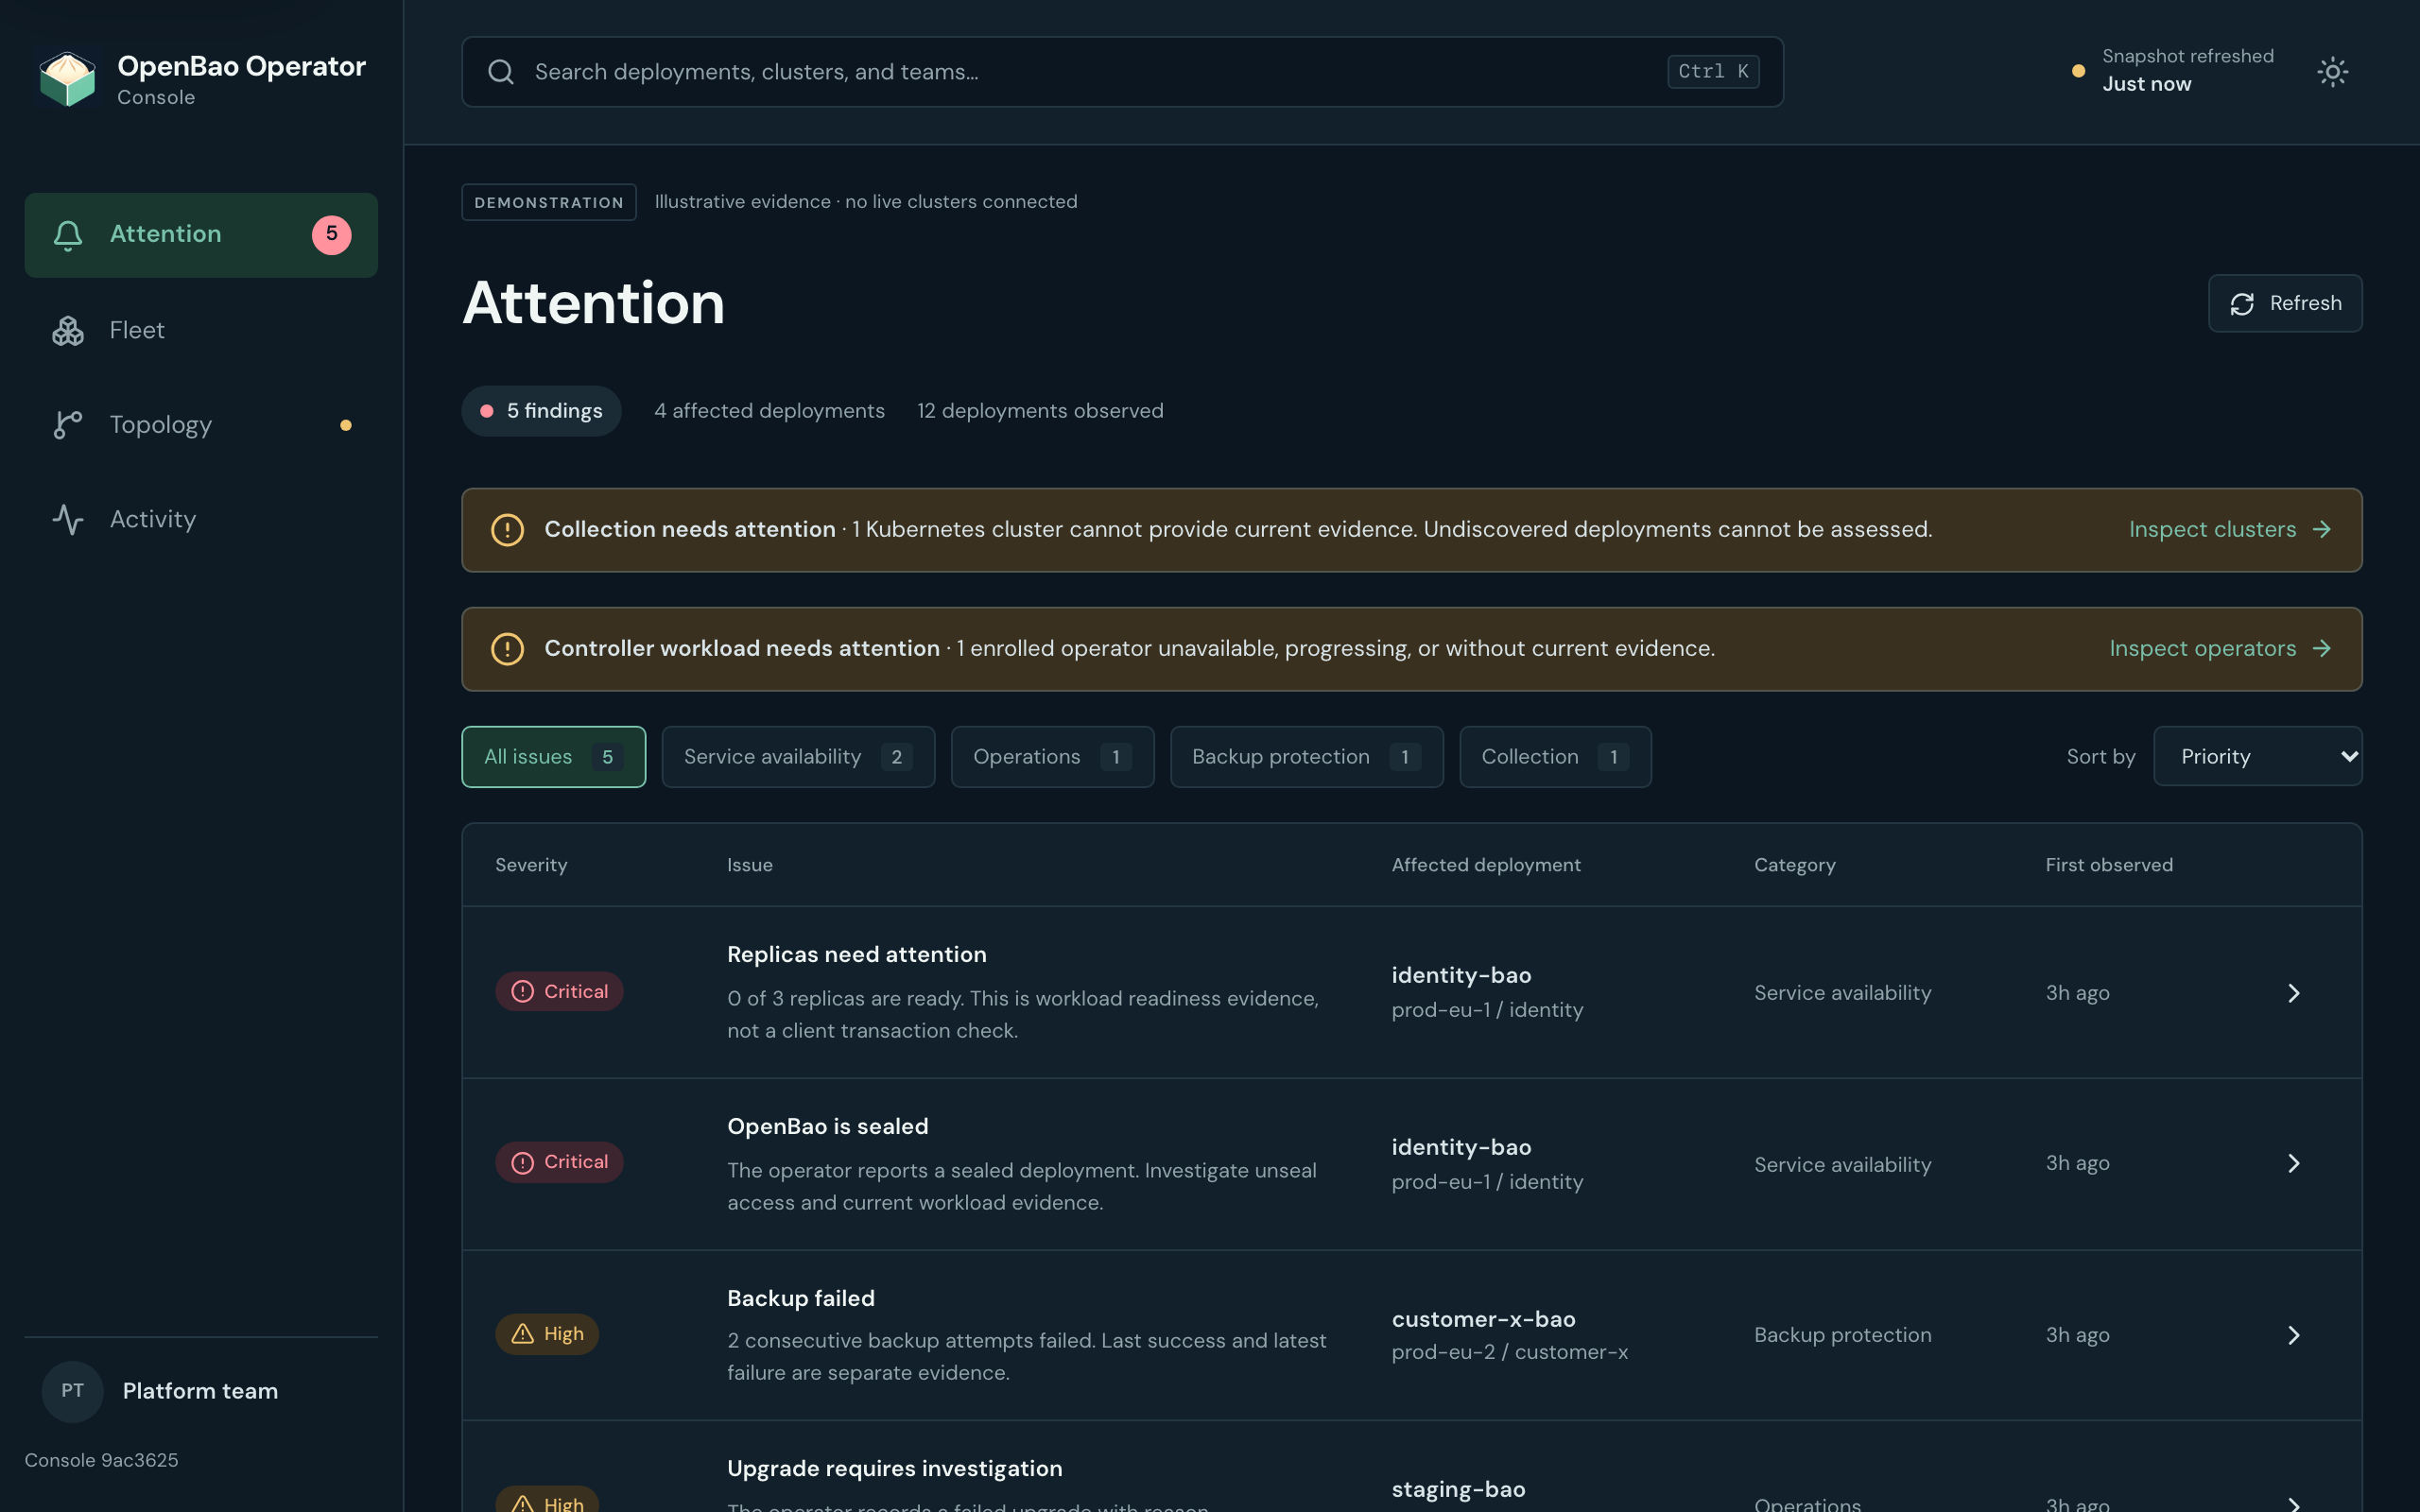 OpenBao Operator
Console
Search deployments, clusters, and teams...
Ctrl K
Snapshot refreshed
Just now
Attention
5
Fleet
Topology
Activity
DEMONSTRATION
Illustrative evidence · no live clusters connected
Attention
Refresh
5 findings
4 affected deployments
12 deployments observed
Collection needs attention · 1 Kubernetes cluster cannot provide current evidence. Undiscovered deployments cannot be assessed.
Inspect clusters
Controller workload needs attention · 1 enrolled operator unavailable, progressing, or without current evidence.
Inspect operators
All issues 5
Service availability 2
Operations 1
Backup protection 1
Collection 1
Sort by
Priority
Severity
Issue
Affected deployment
Category
First observed
Critical
Replicas need attention
0 of 3 replicas are ready. This is workload readiness evidence,
not a client transaction check.
identity-bao
prod-eu-1 / identity
Service availability
3h ago
Critical
OpenBao is sealed
The operator reports a sealed deployment. Investigate unseal
access and current workload evidence.
identity-bao
prod-eu-1 / identity
Service availability
3h ago
High
Backup failed
2 consecutive backup attempts failed. Last success and latest
failure are separate evidence.
customer-x-bao
prod-eu-2 / customer-x
Backup protection
3h ago
High
Upgrade requires investigation
The operator records a failed upgrade with reason
staging-bao
Operations
3h ago
PT
Platform team
Console 9ac3625